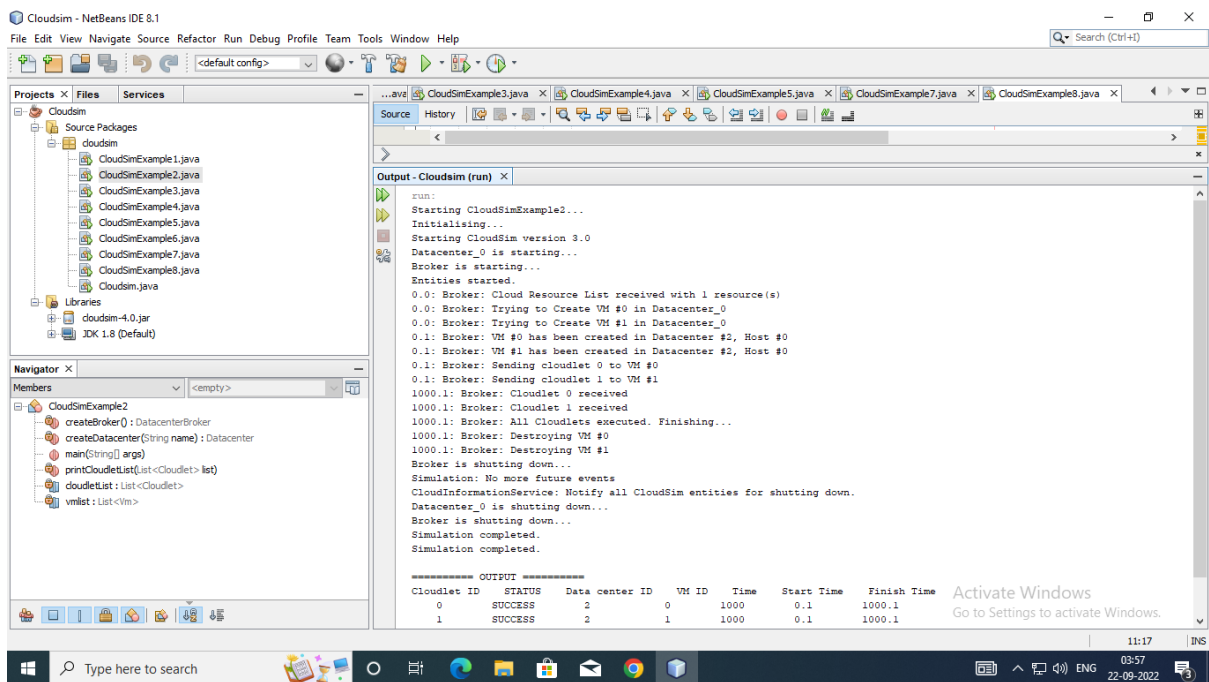 Cloudsim - NetBeans IDE 8.1
File Edit View Navigate Source Refactor Run Debug Profile Team Tools Window Help
Search (Ctrl+I)
<default config>
Projects Files Services
Cloudsim
Source Packages
cloudsim
CloudSimExample1.java
CloudSimExample2.java
CloudSimExample3.java
CloudSimExample4.java
CloudSimExample5.java
CloudSimExample6.java
CloudSimExample7.java
CloudSimExample8.java
Cloudsim.java
Libraries
cloudsim-4.0.jar
JDK 1.8 (Default)
Navigator
Members <empty>
CloudSimExample2
createBroker() : DatacenterBroker
createDatacenter(String name) : Datacenter
main(String[] args)
printCloudletList(List<Cloudlet> list)
cloudletList : List<Cloudlet>
vmlist : List<Vm>
...ava CloudSimExample3.java CloudSimExample4.java CloudSimExample5.java CloudSimExample7.java CloudSimExample8.java
Source History
Output - Cloudsim (run)
run:
Starting CloudSimExample2...
Initialising...
Starting CloudSim version 3.0
Datacenter_0 is starting...
Broker is starting...
Entities started.
0.0: Broker: Cloud Resource List received with 1 resource(s)
0.0: Broker: Trying to Create VM #0 in Datacenter_0
0.0: Broker: Trying to Create VM #1 in Datacenter_0
0.1: Broker: VM #0 has been created in Datacenter #2, Host #0
0.1: Broker: VM #1 has been created in Datacenter #2, Host #0
0.1: Broker: Sending cloudlet 0 to VM #0
0.1: Broker: Sending cloudlet 1 to VM #1
1000.1: Broker: Cloudlet 0 received
1000.1: Broker: Cloudlet 1 received
1000.1: Broker: All Cloudlets executed. Finishing...
1000.1: Broker: Destroying VM #0
1000.1: Broker: Destroying VM #1
Broker is shutting down...
Simulation: No more future events
CloudInformationService: Notify all CloudSim entities for shutting down.
Datacenter_0 is shutting down...
Broker is shutting down...
Simulation completed.
Simulation completed.
========== OUTPUT ==========
Cloudlet ID STATUS Data center ID VM ID Time Start Time Finish Time
0 SUCCESS 2 0 1000 0.1 1000.1
1 SUCCESS 2 1 1000 0.1 1000.1
Activate Windows
Go to Settings to activate Windows.
11:17 INS
Type here to search
ENG
03:57
22-09-2022
3